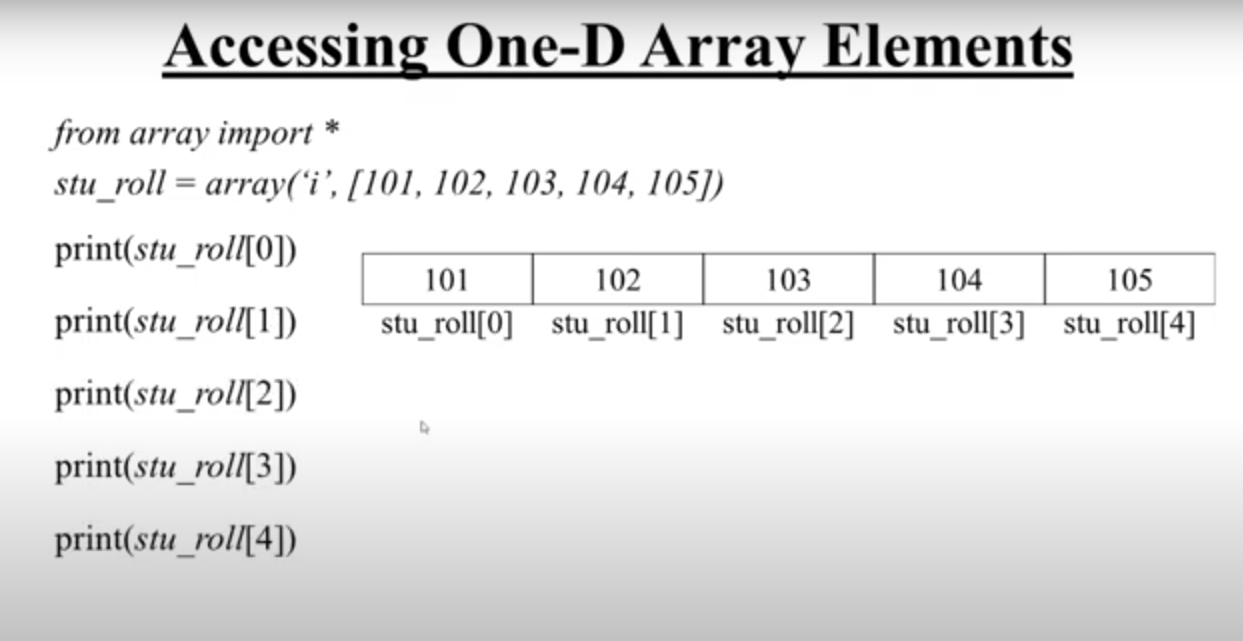 Accessing One-D Array Elements
from array import *
stu_roll = array(‘i’, [101, 102, 103, 104, 105])
print(stu_roll[0])
print(stu_roll[1])
print(stu_roll[2])
print(stu_roll[3])
print(stu_roll[4])
101 102 103 104 105
stu_roll[0] stu_roll[1] stu_roll[2] stu_roll[3] stu_roll[4]